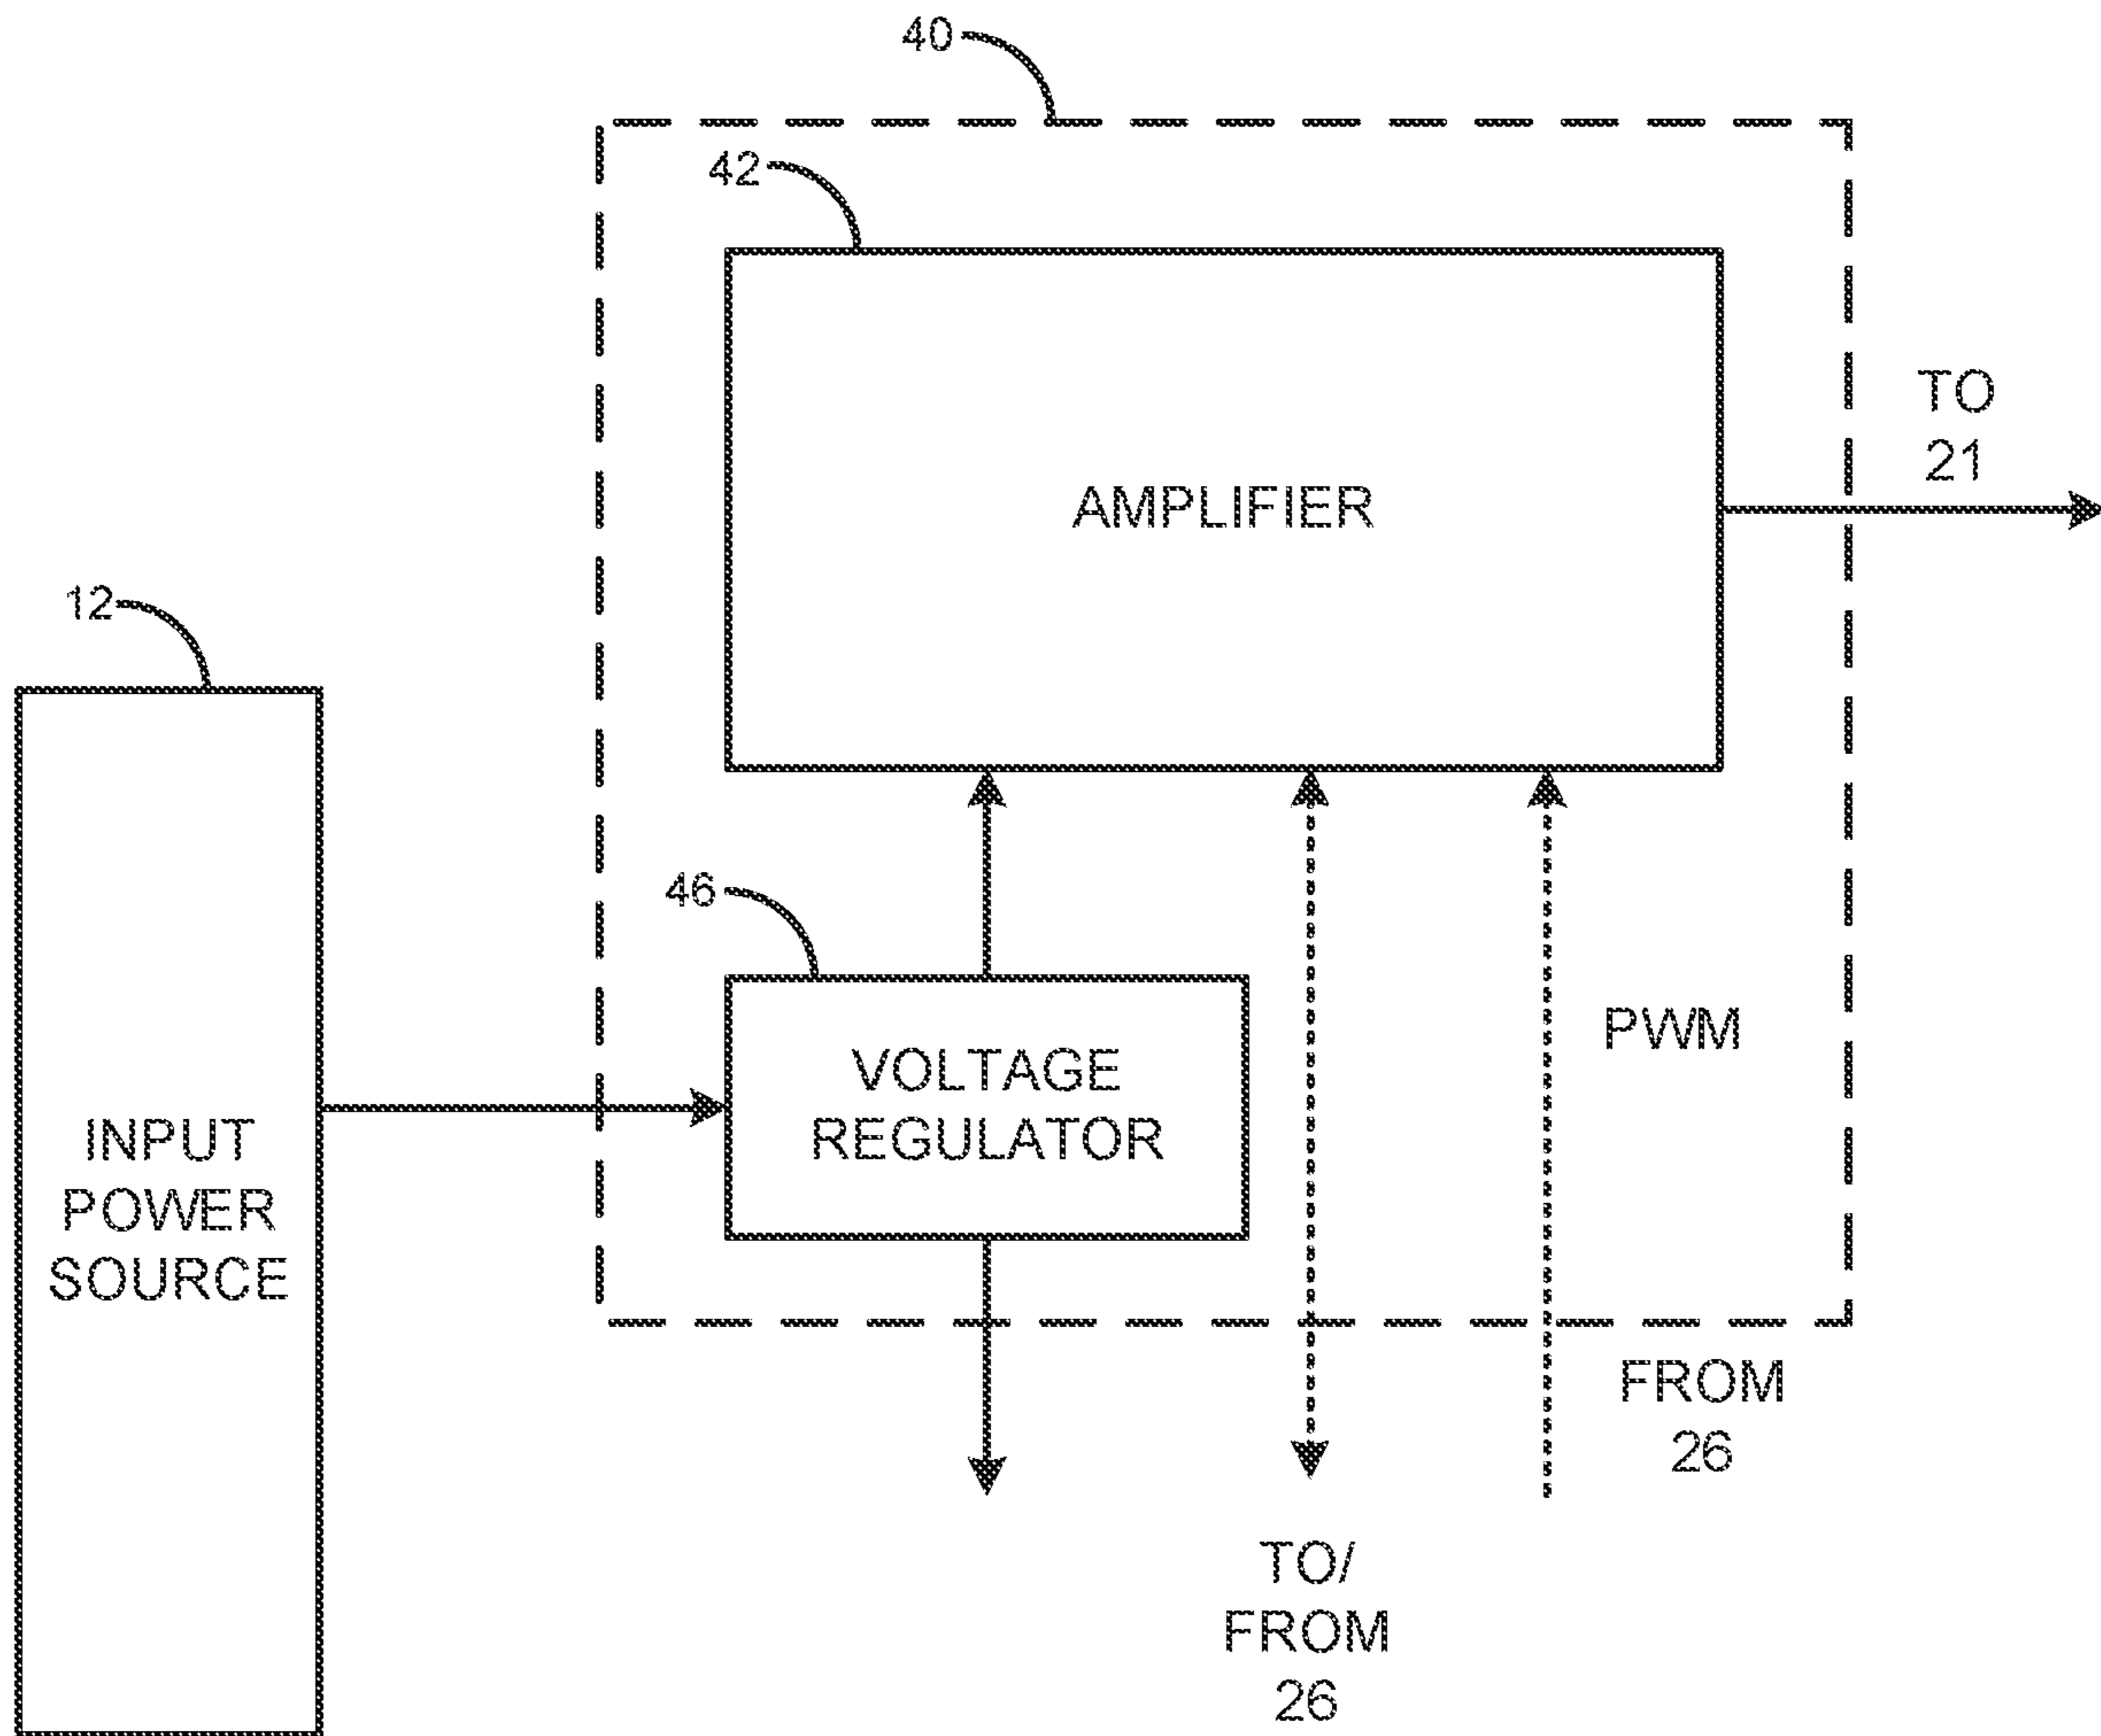 40
42
TO
21
AMPLIFIER
12
46
PWM
VOLTAGE
REGULATOR
INPUT
POWER
SOURCE
FROM
26
TO/
FROM
26